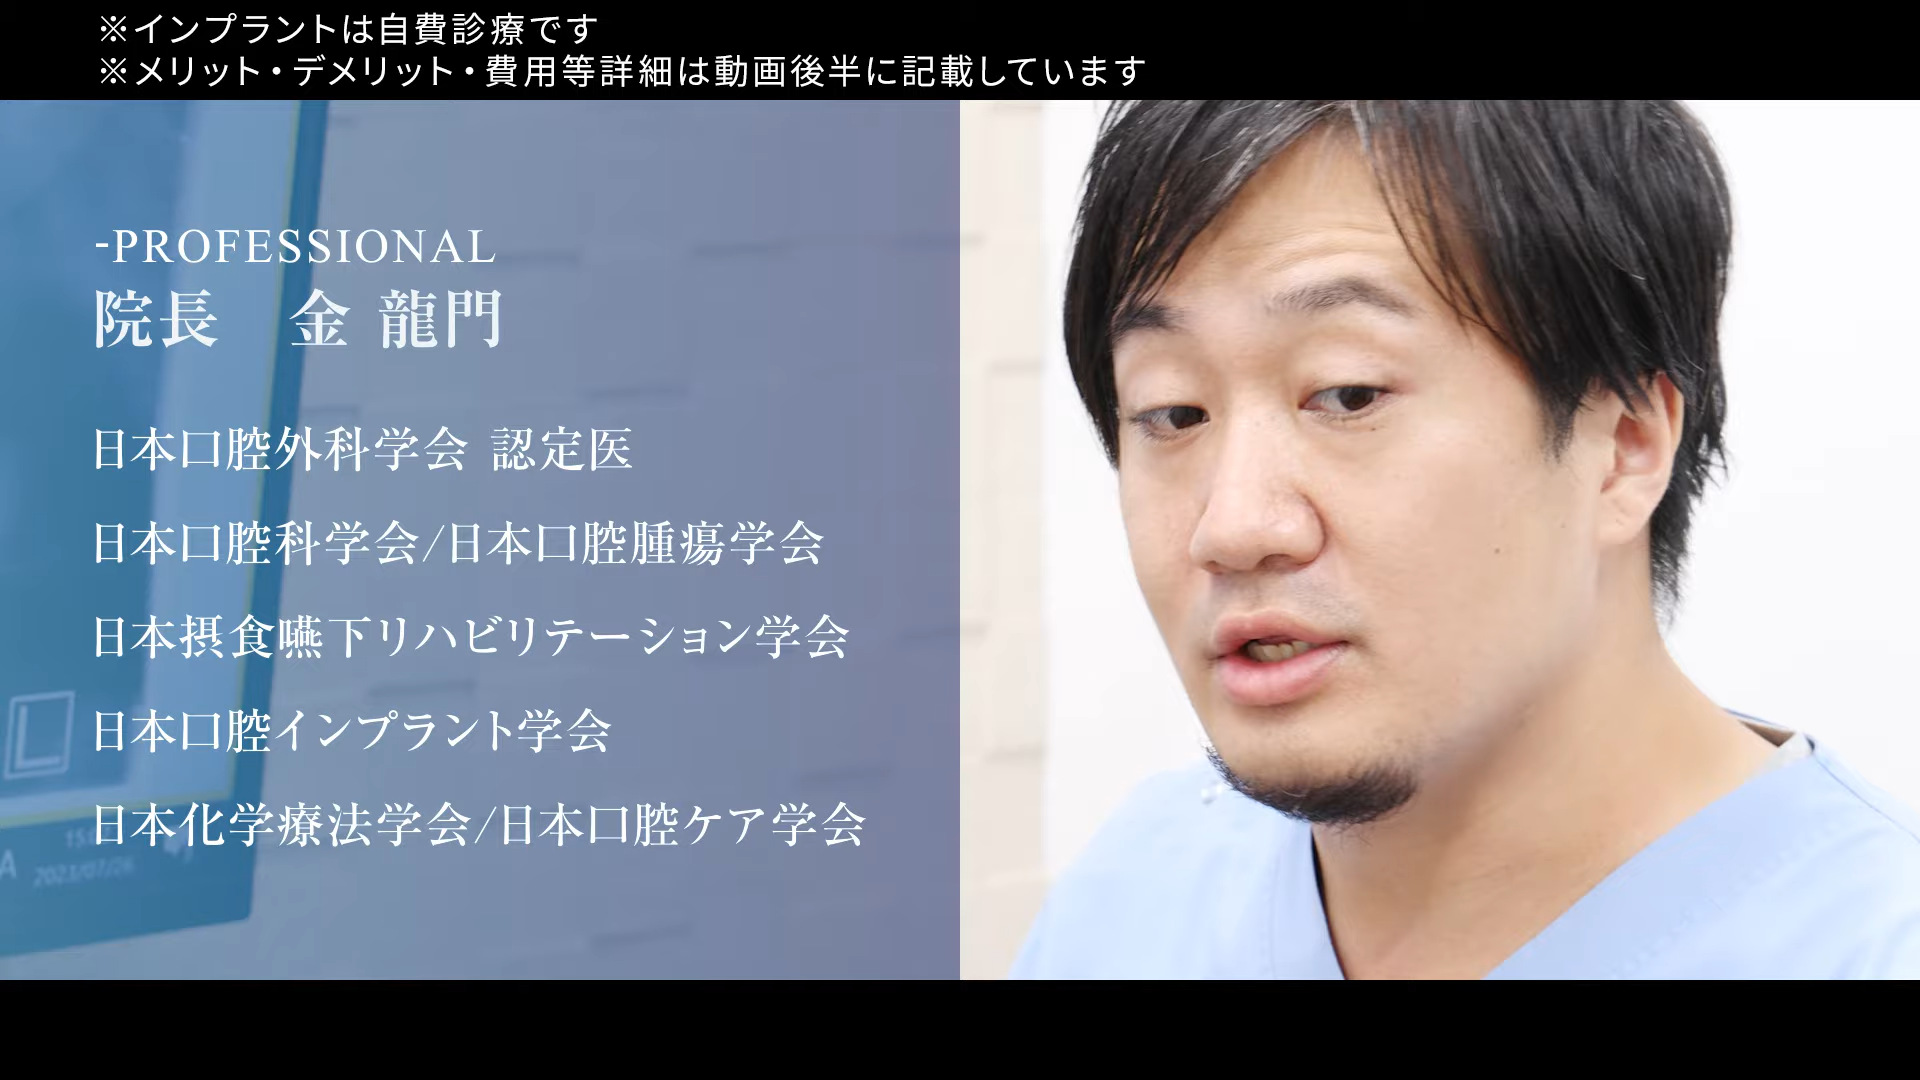 ※インプラントは自費診療です
※メリット・デメリット・費用等詳細は動画後半に記載しています
-PROFESSIONAL
院長　金 龍門
日本口腔外科学会 認定医
日本口腔科学会/日本口腔腫瘍学会
日本摂食嚥下リハビリテーション学会
日本口腔インプラント学会
日本化学療法学会/日本口腔ケア学会
L
A